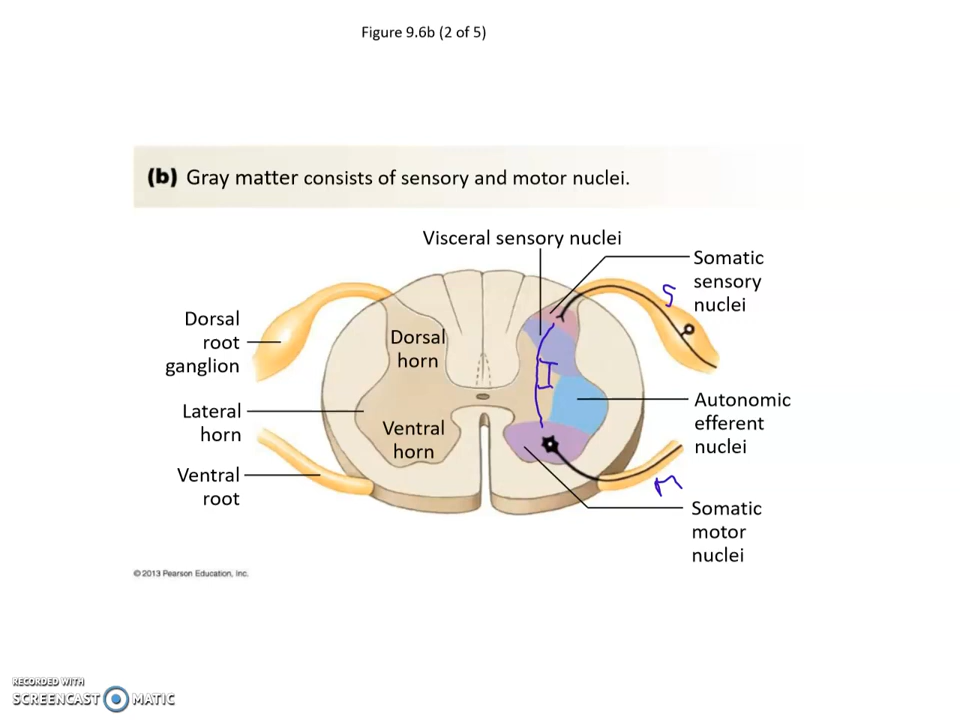 Figure 9.6b (2 of 5)
(b) Gray matter consists of sensory and motor nuclei.
Visceral sensory nuclei
Somatic
sensory
nuclei
S
Dorsal
root
ganglion
Dorsal
horn
I
Lateral
horn
Ventral
horn
Autonomic
efferent
nuclei
Ventral
root
M
Somatic
motor
nuclei
© 2013 Pearson Education, Inc.
RECORDED WITH
SCREENCAST MATIC